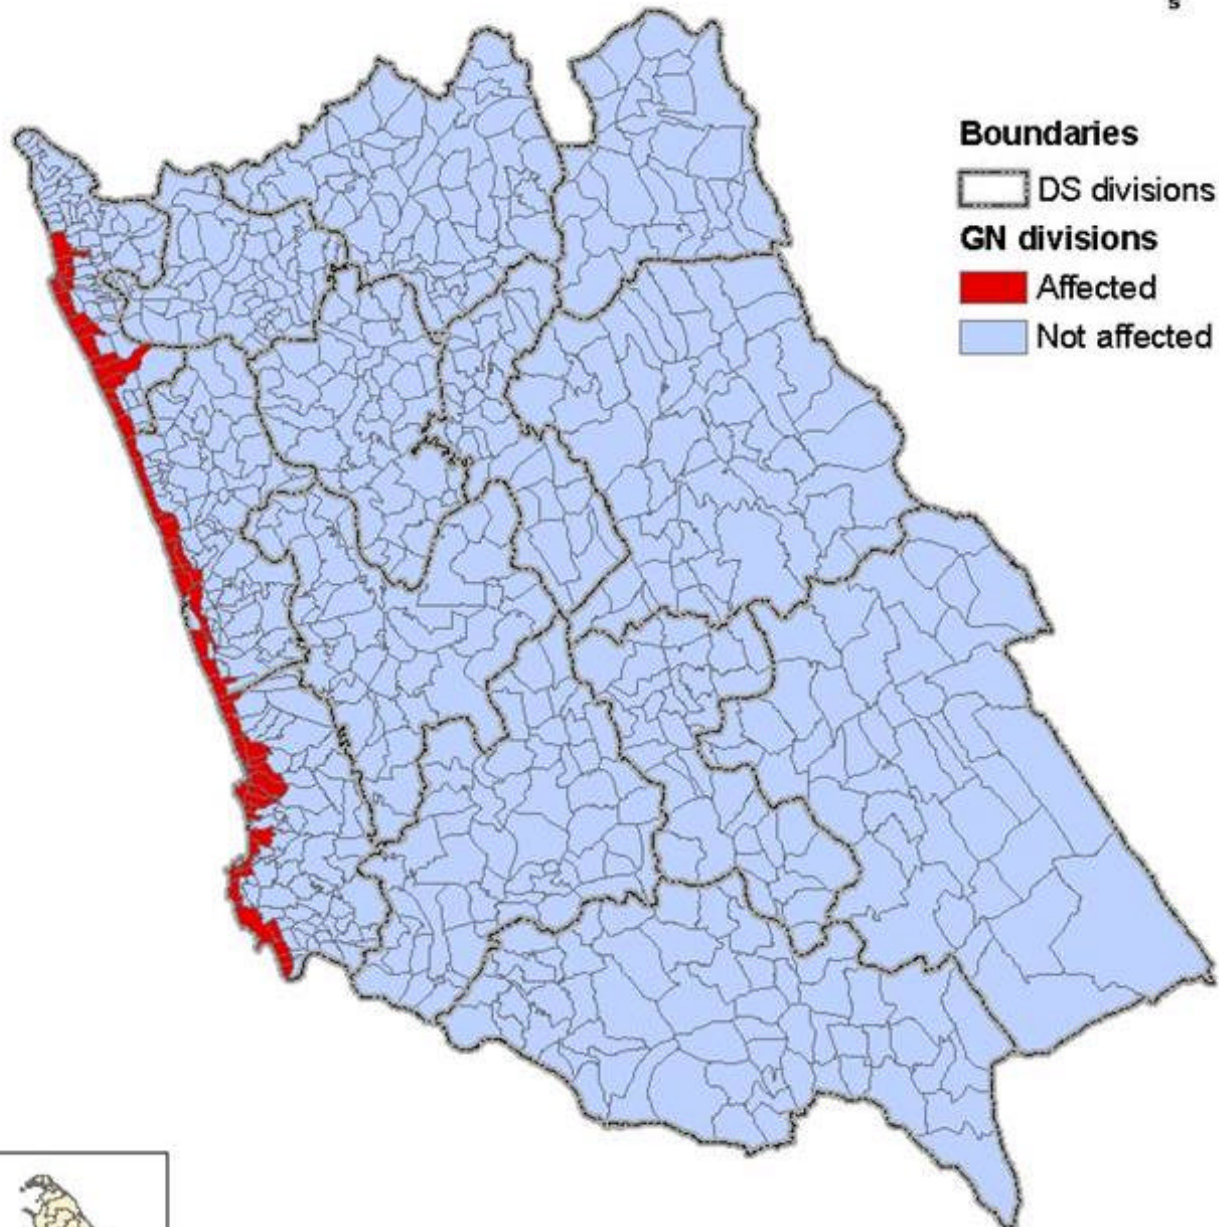 s
Boundaries
DS divisions
GN divisions
Affected
Not affected